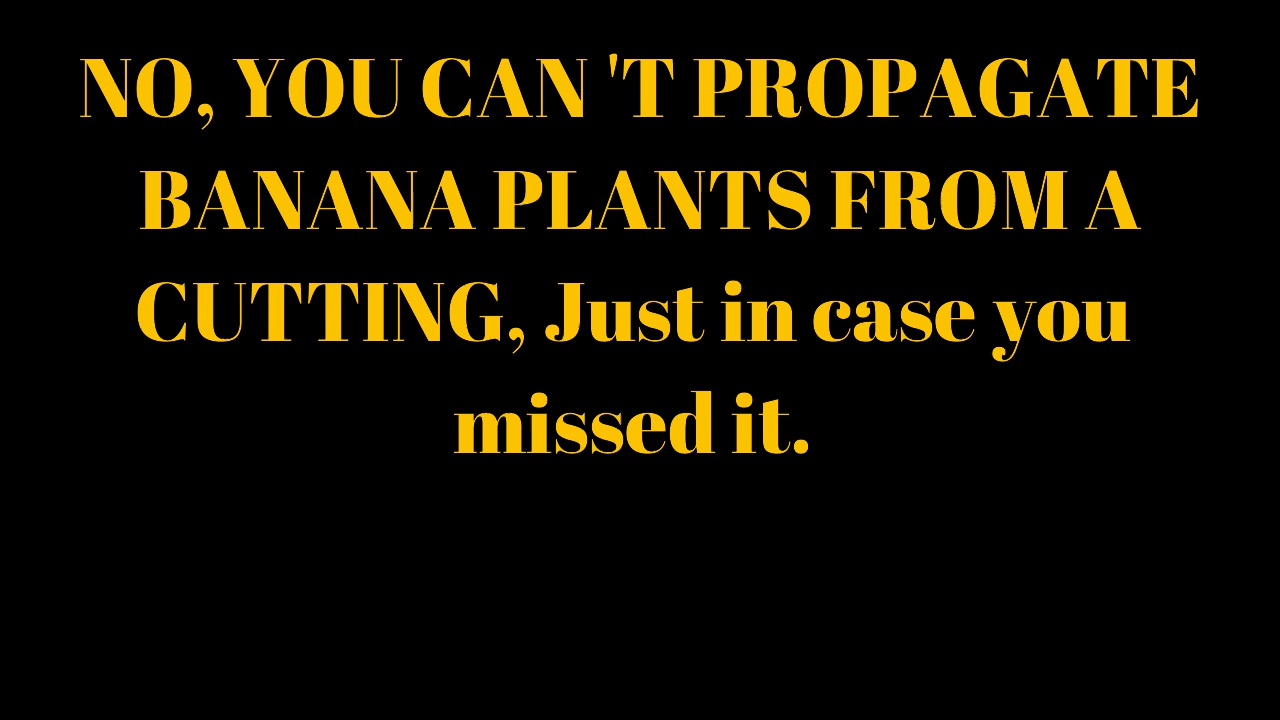 NO, YOU CAN 'T PROPAGATE
BANANA PLANTS FROM A
CUTTING, Just in case you
missed it.